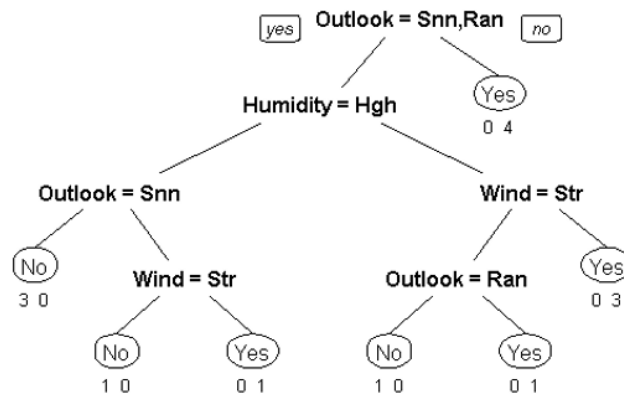 yes Outlook = Snn,Ran no
Humidity = Hgh Yes
0 4
Outlook = Snn Wind = Str
No Wind = Str Outlook = Ran Yes
3 0 0 3
No Yes No Yes
1 0 0 1 1 0 0 1